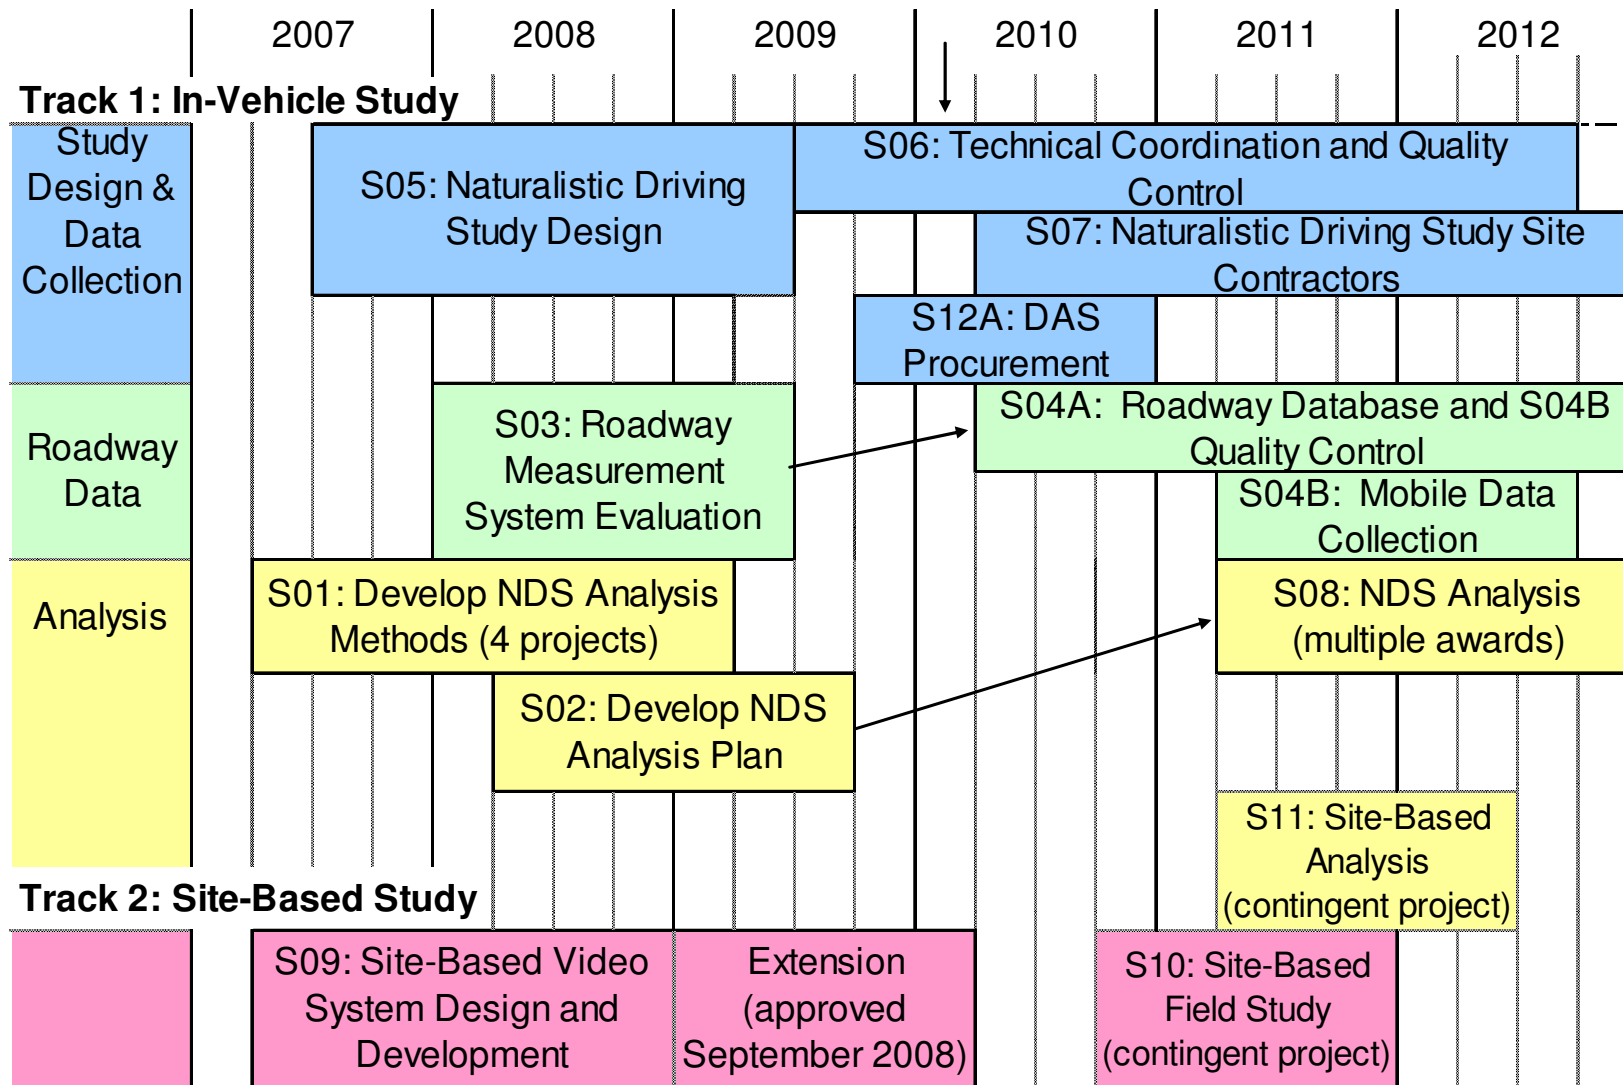 2007 2008 2009 2010 2011 2012
Track 1: In-Vehicle Study
Study
Design &
Data
Collection
S05: Naturalistic Driving
Study Design
S06: Technical Coordination and Quality
Control
S07: Naturalistic Driving Study Site
Contractors
S12A: DAS
Procurement
Roadway
Data
S03: Roadway
Measurement
System Evaluation
S04A: Roadway Database and S04B
Quality Control
S04B: Mobile Data
Collection
Analysis
S01: Develop NDS Analysis
Methods (4 projects)
S02: Develop NDS
Analysis Plan
S08: NDS Analysis
(multiple awards)
S11: Site-Based
Analysis
(contingent project)
Track 2: Site-Based Study
S09: Site-Based Video
System Design and
Development
Extension
(approved
September 2008)
S10: Site-Based
Field Study
(contingent project)